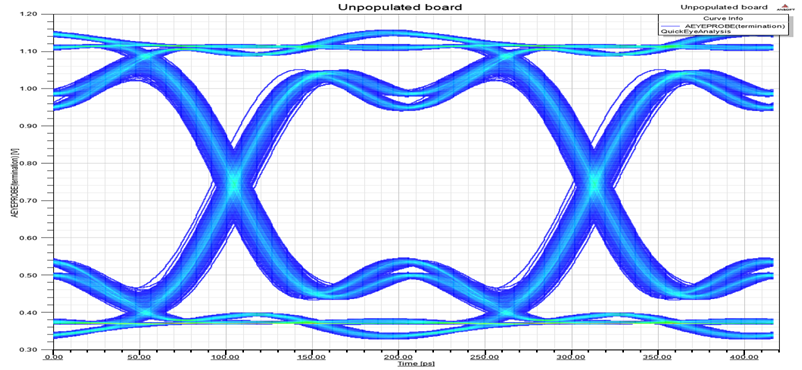 Unpopulated board
Unpopulated board
ANSOFT
Curve Info
AEYEPROBE(termination)
QuickEyeAnalysis
AEYEPROBE(termination) [V]
1.20
1.10
1.00
0.90
0.80
0.70
0.60
0.50
0.40
0.30
0.00 50.00 100.00 150.00 200.00 250.00 300.00 350.00 400.00
Time [ps]